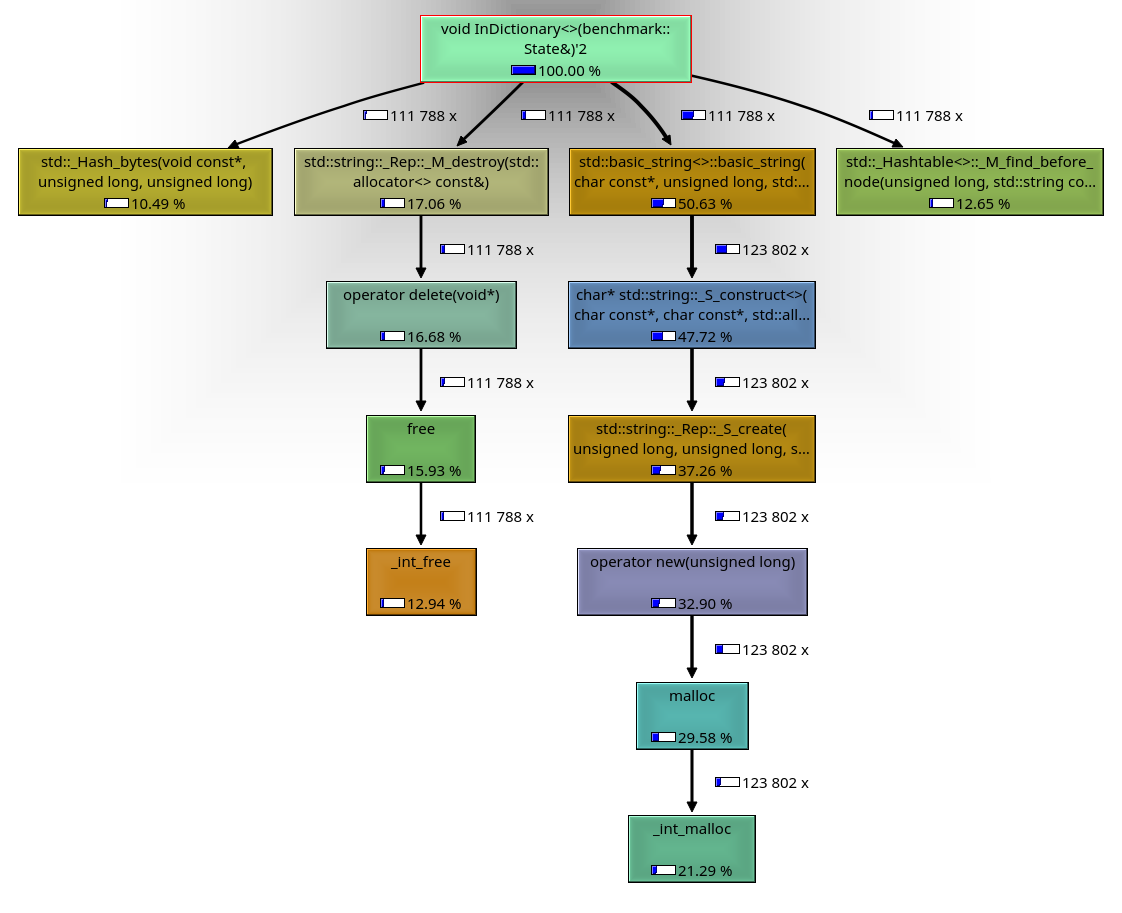 void InDictionary<>(benchmark::
State&)'2
100.00 %
111 788 x
111 788 x
111 788 x
111 788 x
std::_Hash_bytes(void const*,
unsigned long, unsigned long)
10.49 %
std::string::_Rep::_M_destroy(std::
allocator<> const&)
17.06 %
std::basic_string<>::basic_string(
char const*, unsigned long, std:...
50.63 %
std::_Hashtable<>::_M_find_before_
node(unsigned long, std::string co...
12.65 %
111 788 x
123 802 x
operator delete(void*)
16.68 %
char* std::string::_S_construct<>(
char const*, char const*, std::all...
47.72 %
111 788 x
123 802 x
free
15.93 %
std::string::_Rep::_S_create(
unsigned long, unsigned long, s...
37.26 %
111 788 x
123 802 x
_int_free
12.94 %
operator new(unsigned long)
32.90 %
123 802 x
malloc
29.58 %
123 802 x
_int_malloc
21.29 %